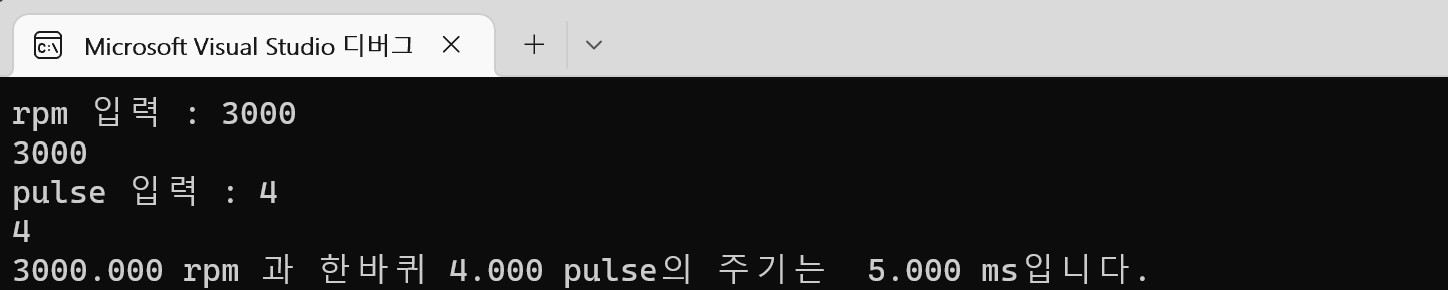 Microsoft Visual Studio 디버그
rpm 입력 : 3000
3000
pulse 입력 : 4
4
3000.000 rpm 과 한바퀴 4.000 pulse의 주기는  5.000 ms입니다.